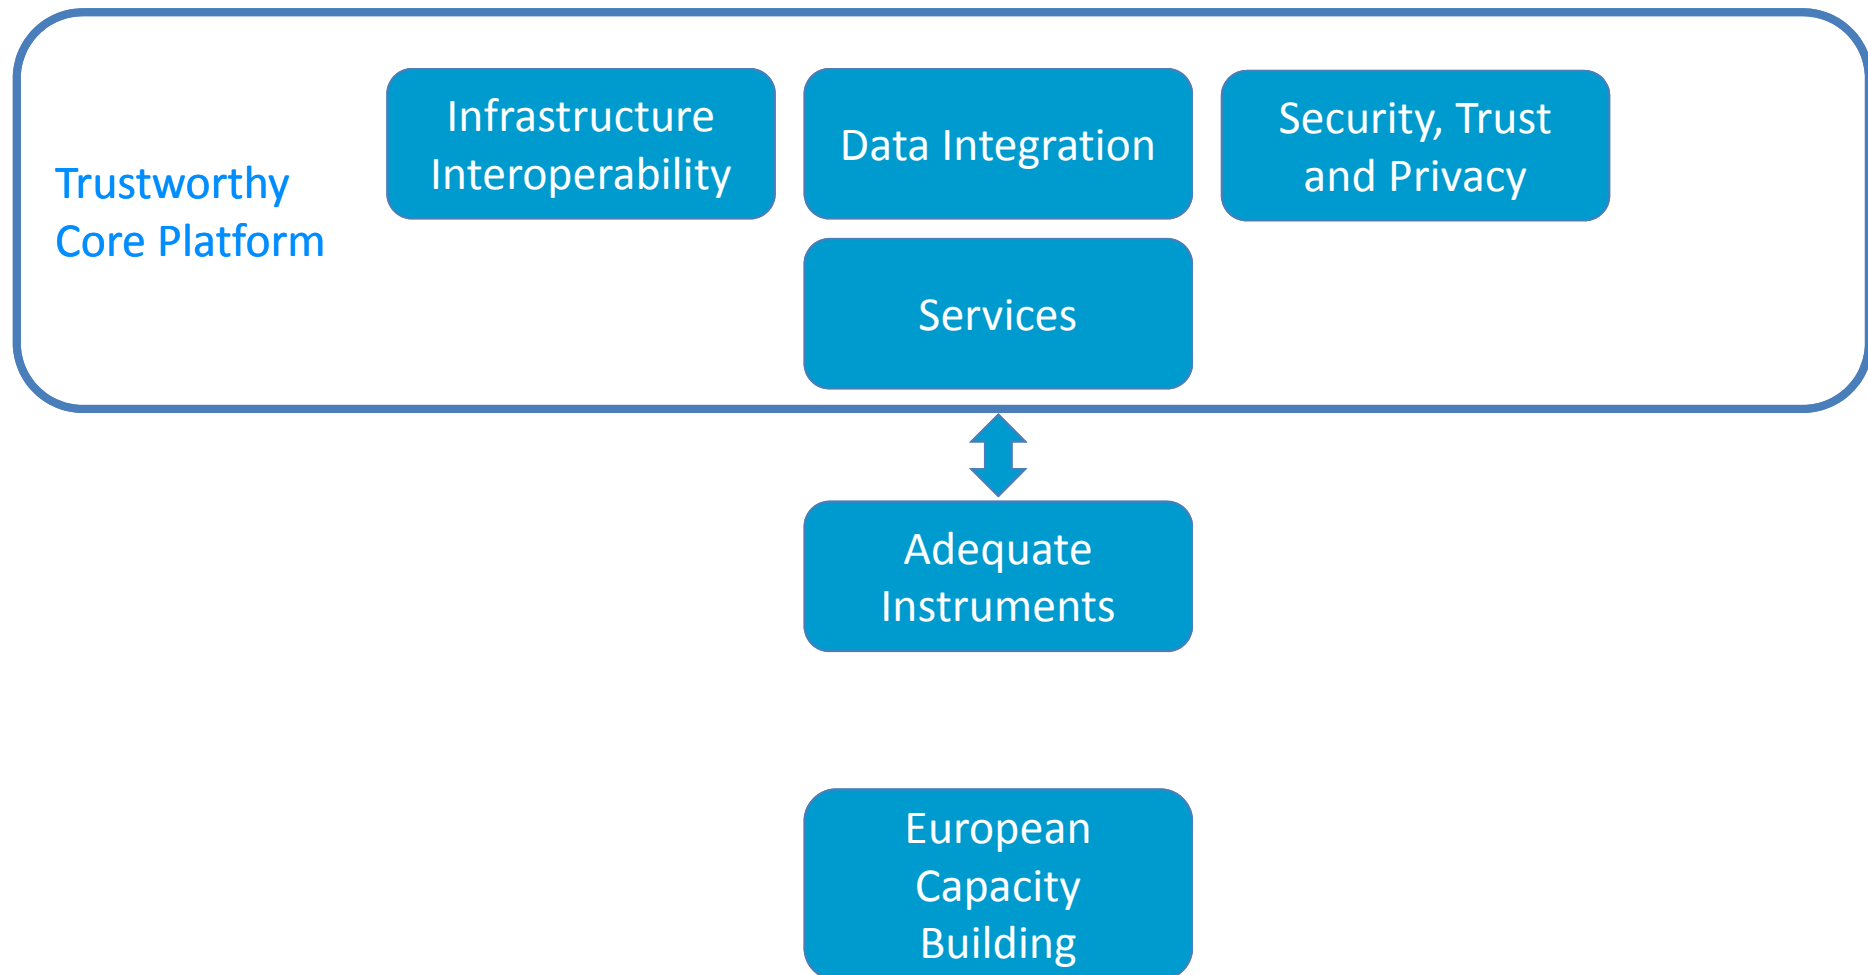 Trustworthy
Core Platform
Infrastructure
Interoperability
Data Integration
Security, Trust
and Privacy
Services
Adequate
Instruments
European
Capacity
Building